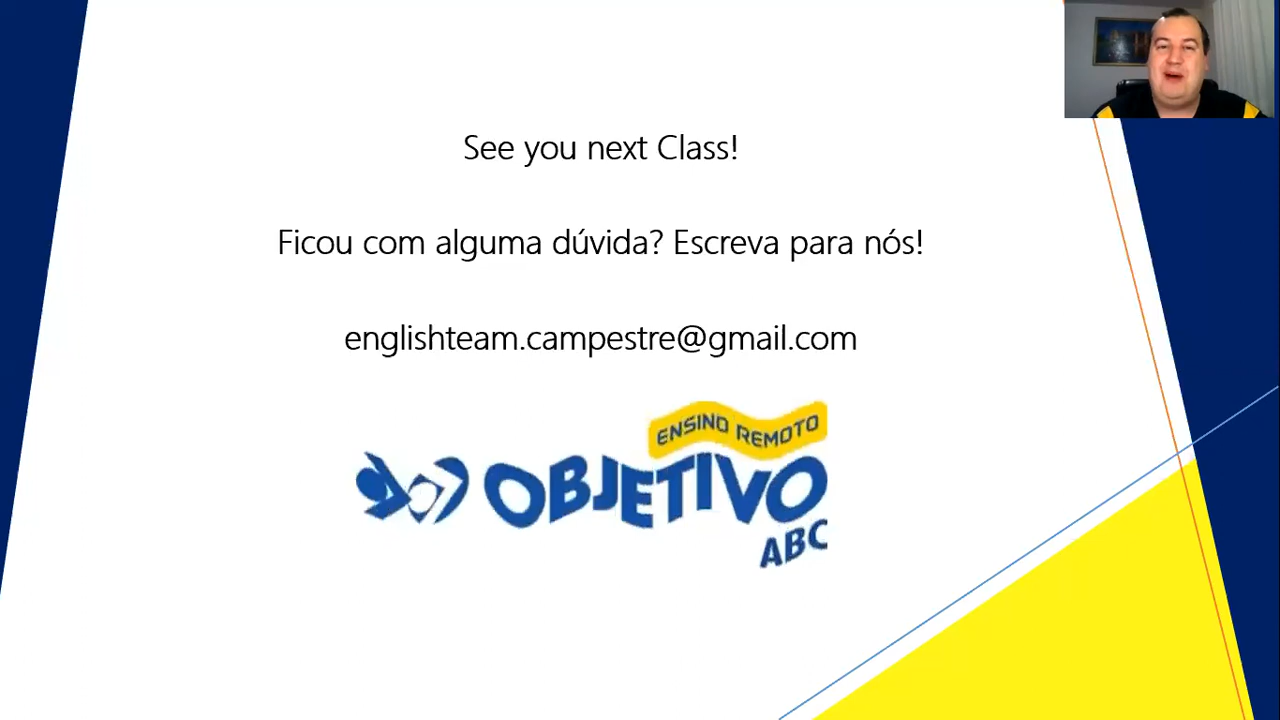 See you next Class!
Ficou com alguma dúvida? Escreva para nós!
englishteam.campestre@gmail.com
ENSINO REMOTO
OBJETIVO
ABC